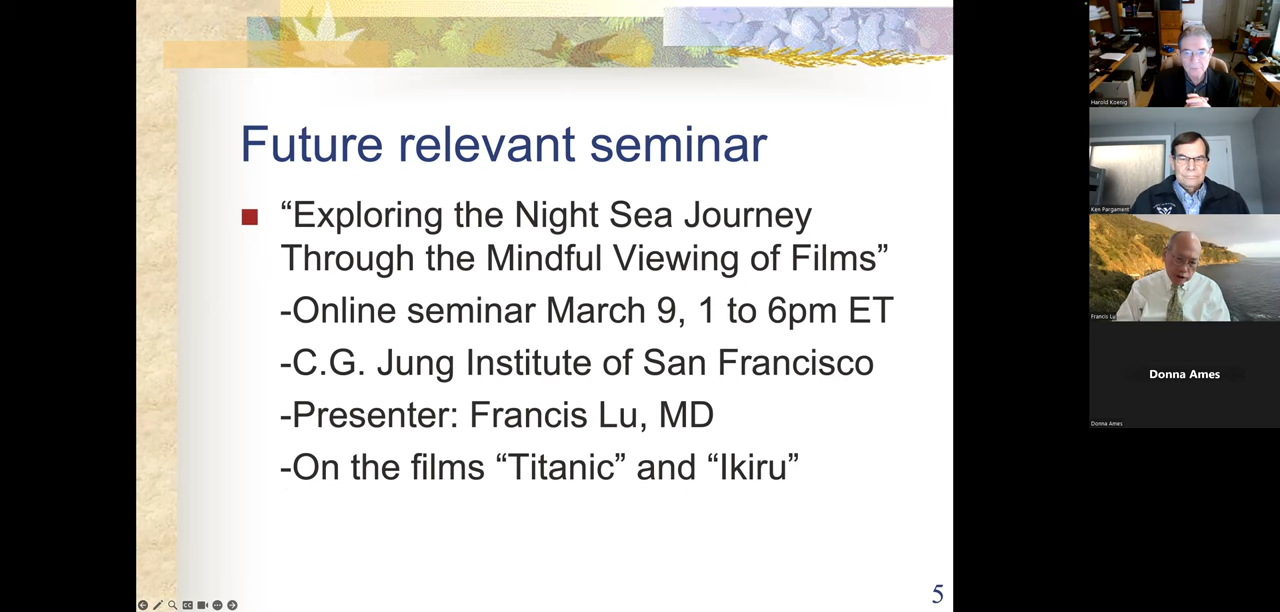 Future relevant seminar
“Exploring the Night Sea Journey
Through the Mindful Viewing of Films”
-Online seminar March 9, 1 to 6pm ET
-C.G. Jung Institute of San Francisco
-Presenter: Francis Lu, MD
-On the films “Titanic” and “Ikiru”
5
Harold Koenig
Ken Pargament
Francis Lu
Donna Ames
Donna Ames